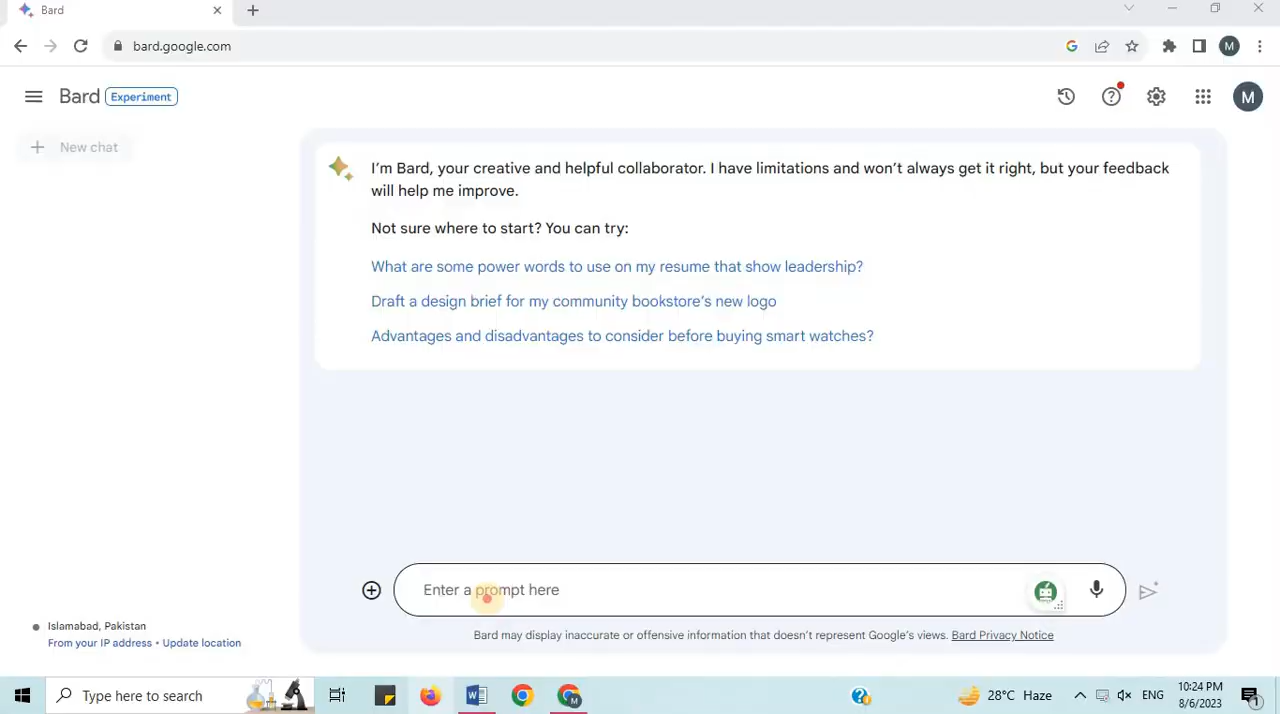 Bard
bard.google.com
M
Bard Experiment
M
New chat
I'm Bard, your creative and helpful collaborator. I have limitations and won't always get it right, but your feedback
will help me improve.
Not sure where to start? You can try:
What are some power words to use on my resume that show leadership?
Draft a design brief for my community bookstore's new logo
Advantages and disadvantages to consider before buying smart watches?
Enter a prompt here
Islamabad, Pakistan
From your IP address • Update location
Bard may display inaccurate or offensive information that doesn't represent Google's views. Bard Privacy Notice
Type here to search
28°C Haze
ENG
10:24 PM
8/6/2023
1